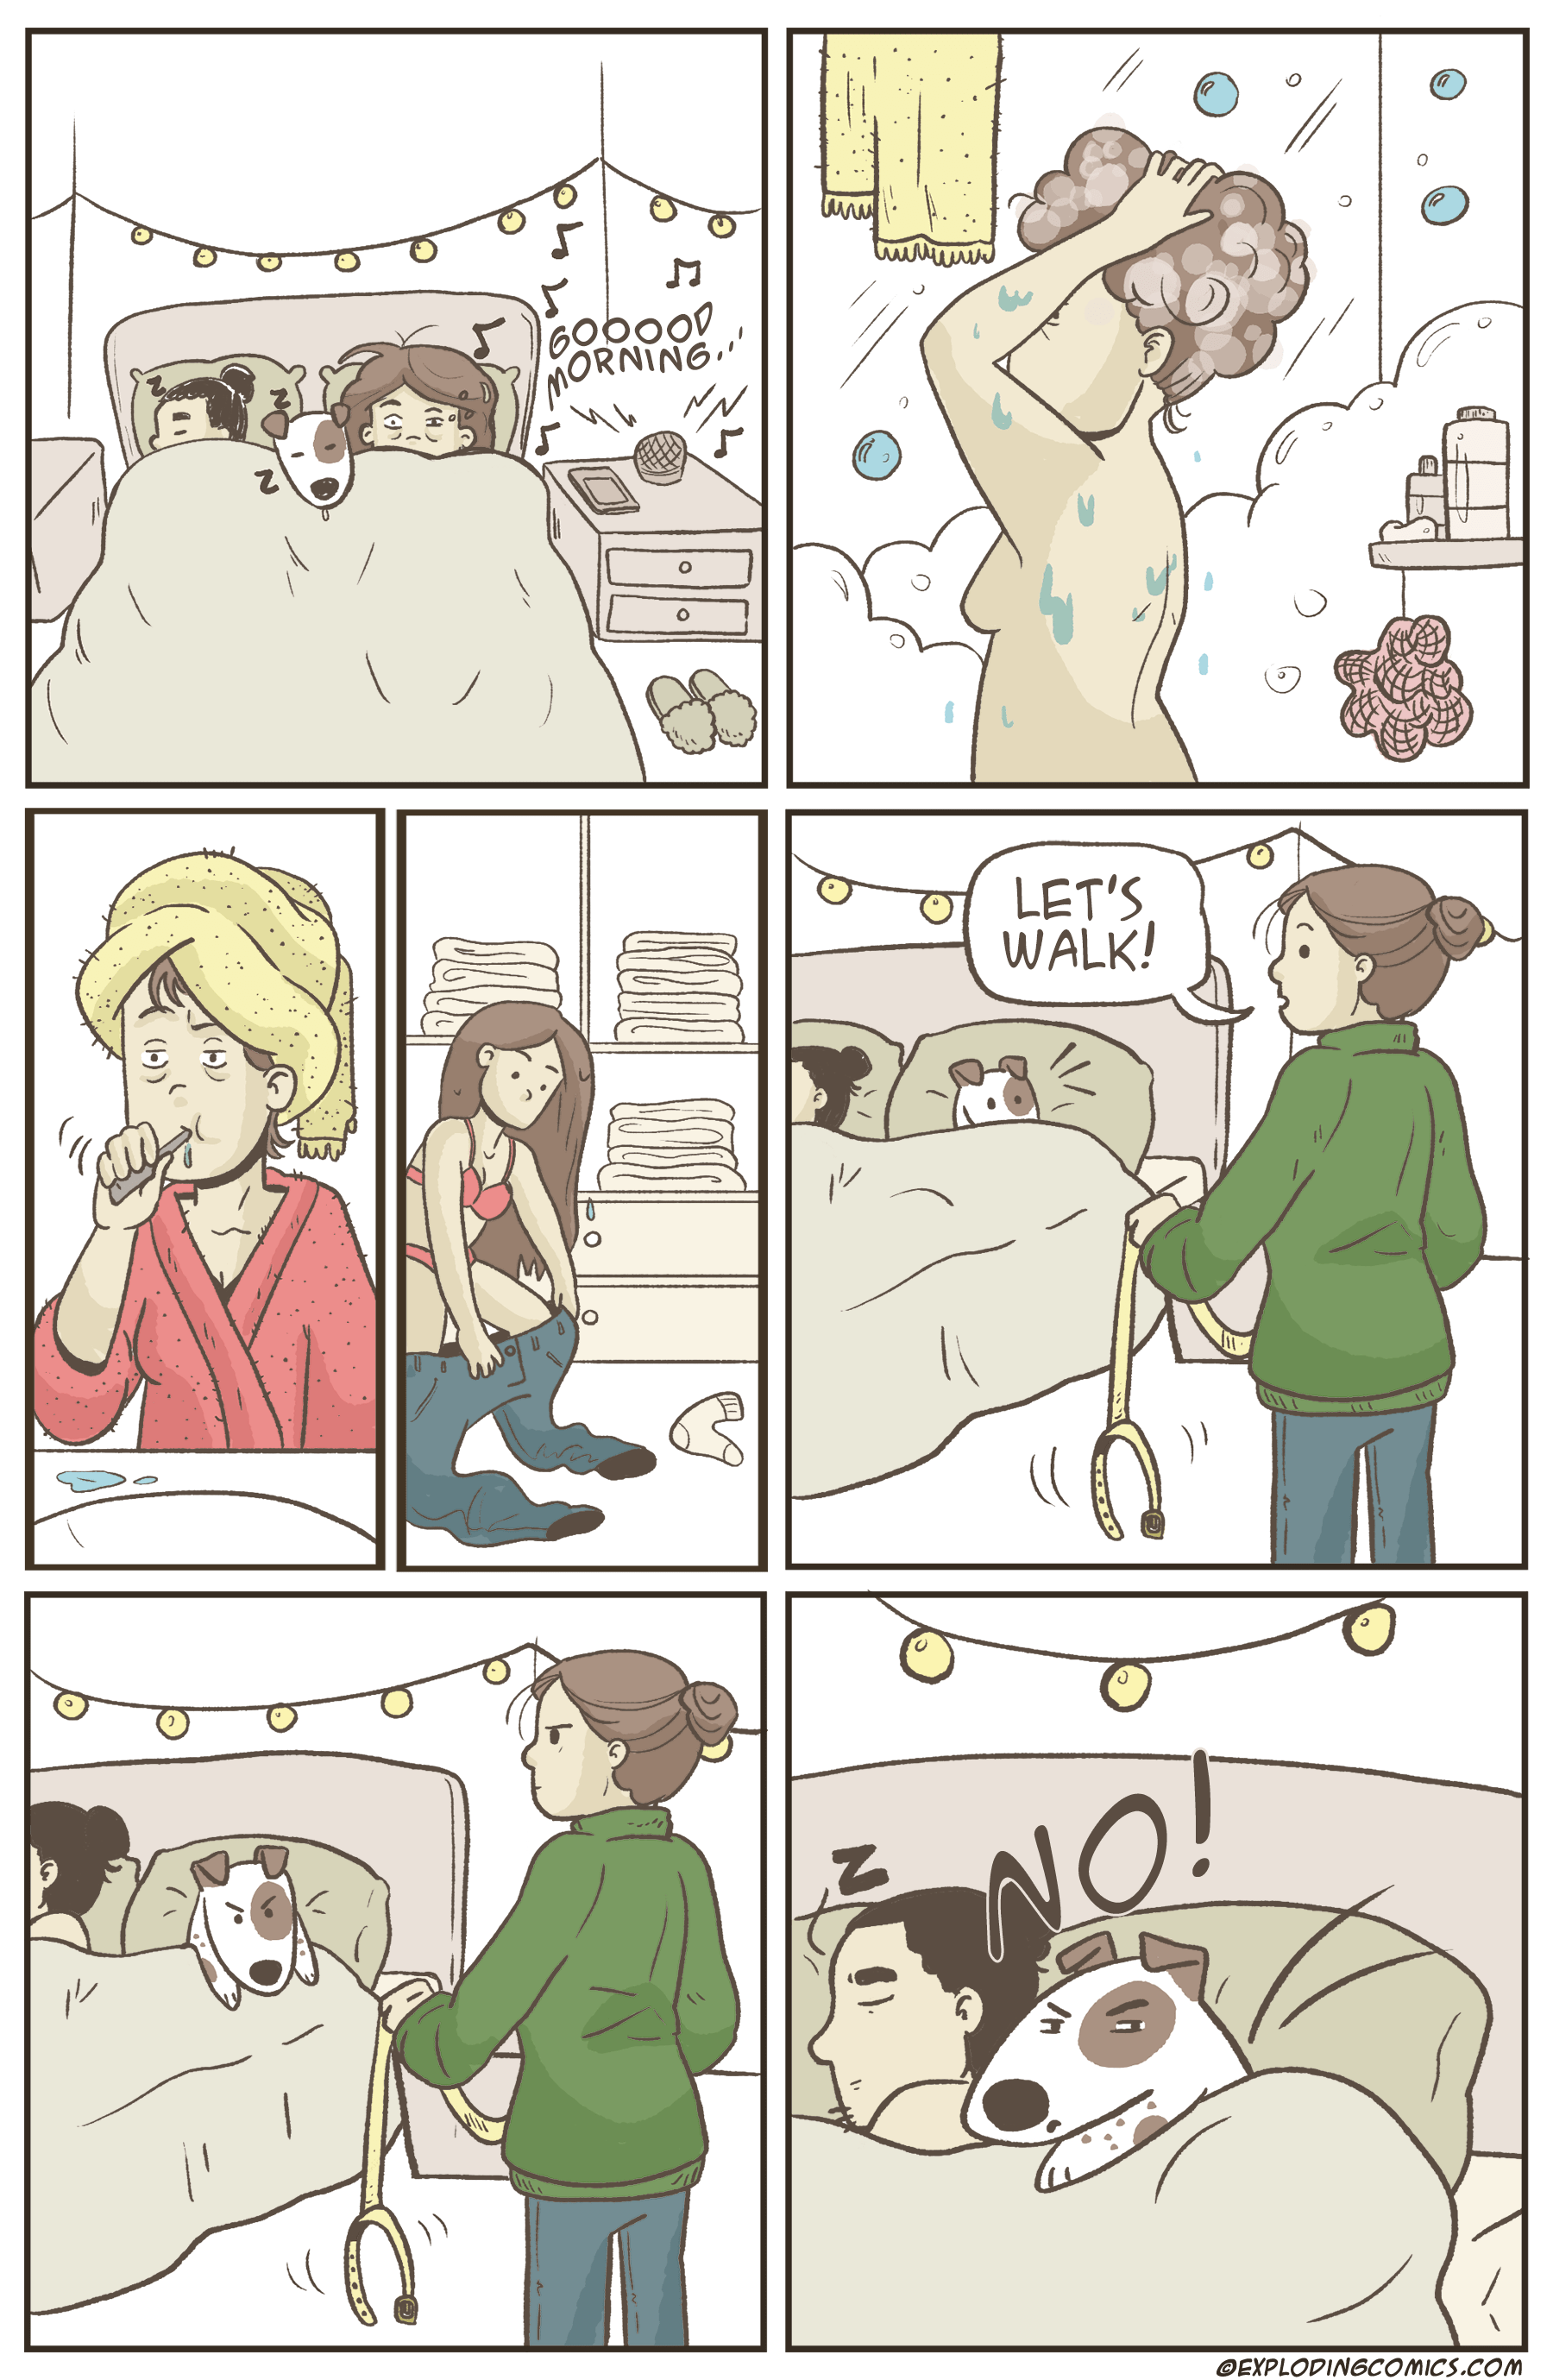 Z
Z
Z
GOOOOD
MORNING...
LET'S
WALK!
Z
NO!
©EXPLODINGCOMICS.COM